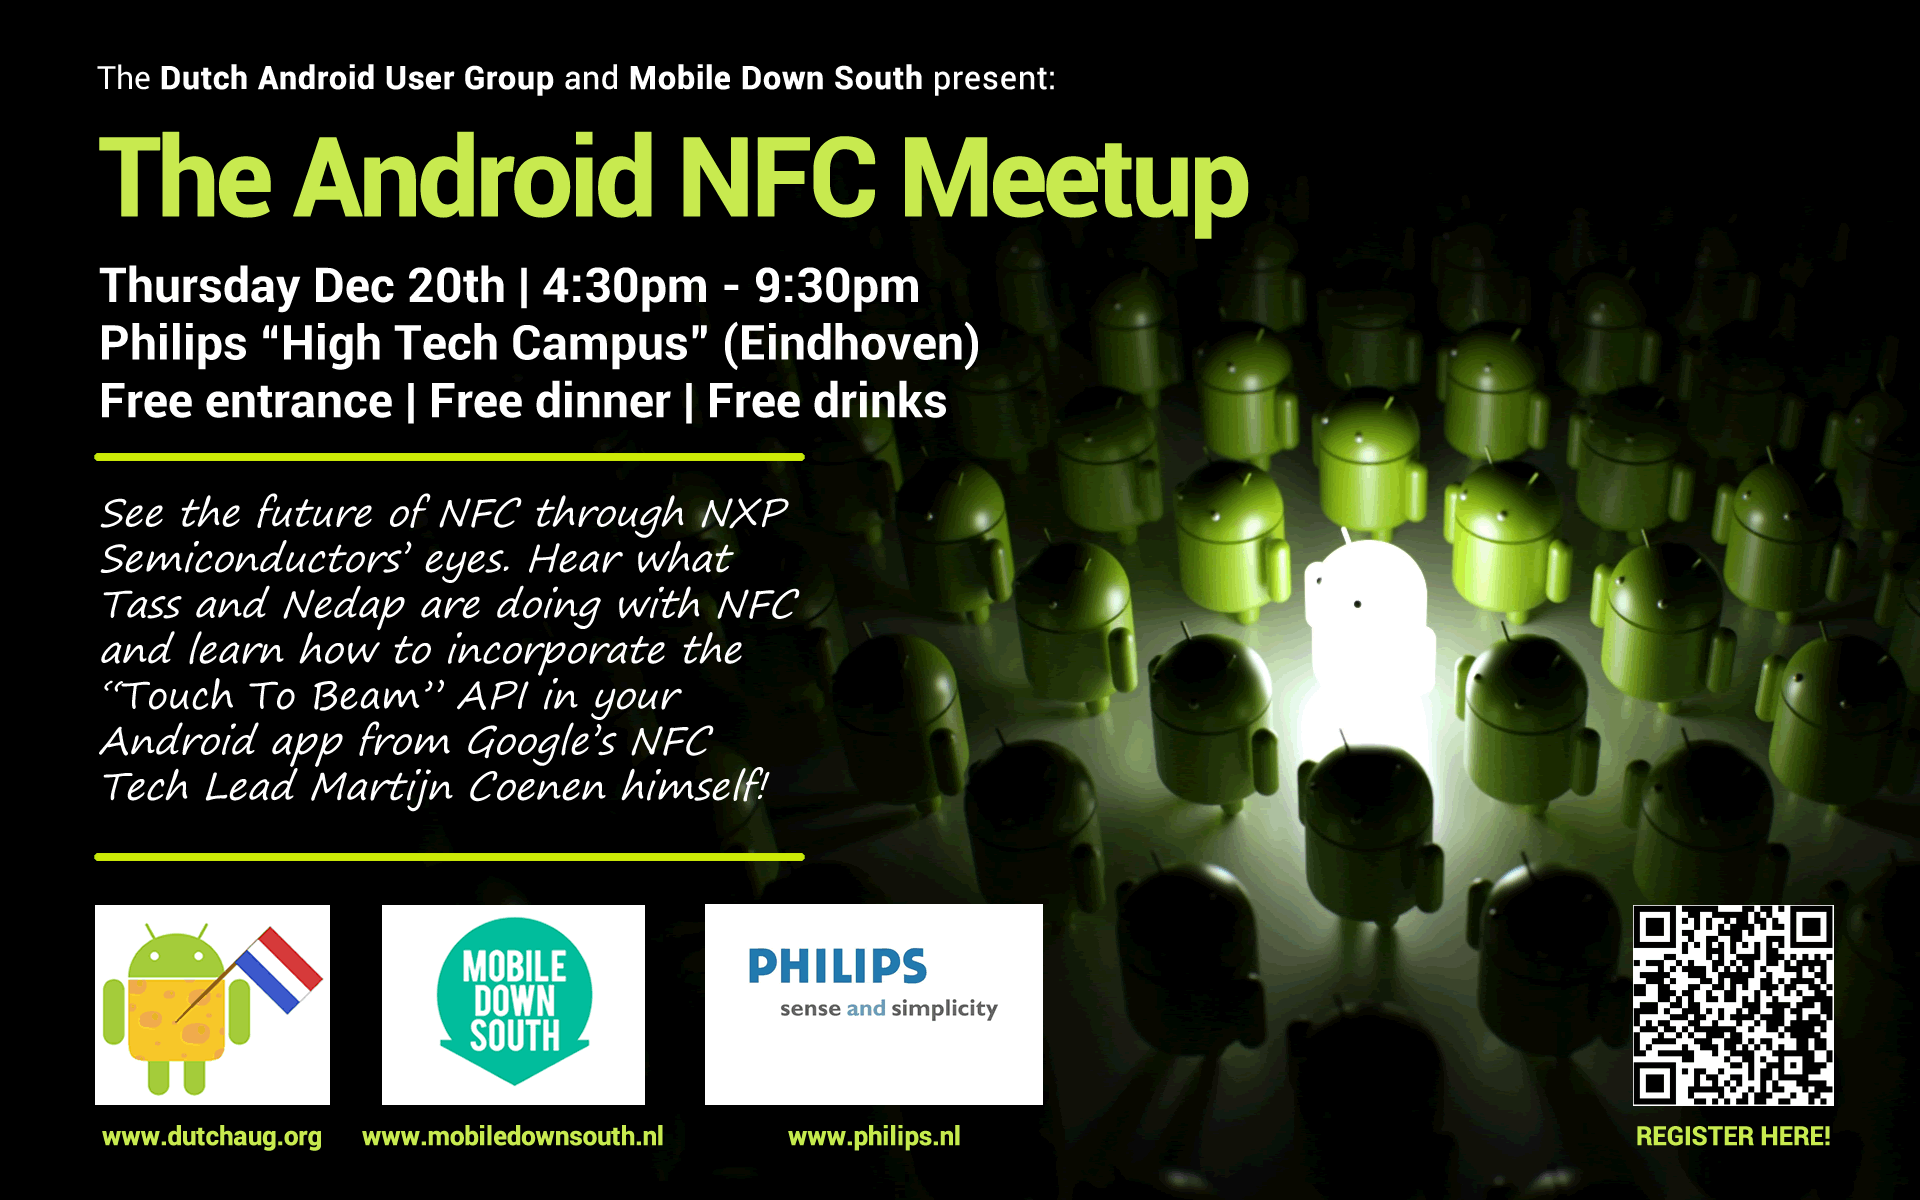 The Dutch Android User Group and Mobile Down South present:
The Android NFC Meetup
Thursday Dec 20th | 4:30pm - 9:30pm
Philips “High Tech Campus” (Eindhoven)
Free entrance | Free dinner | Free drinks
See the future of NFC through NXP
Semiconductors’ eyes. Hear what
Tass and Nedap are doing with NFC
and learn how to incorporate the
“Touch To Beam” API in your
Android app from Google’s NFC
Tech Lead Martijn Coenen himself!
MOBILE
DOWN
SOUTH
PHILIPS
sense and simplicity
www.dutchaug.org
www.mobiledownsouth.nl
www.philips.nl
REGISTER HERE!